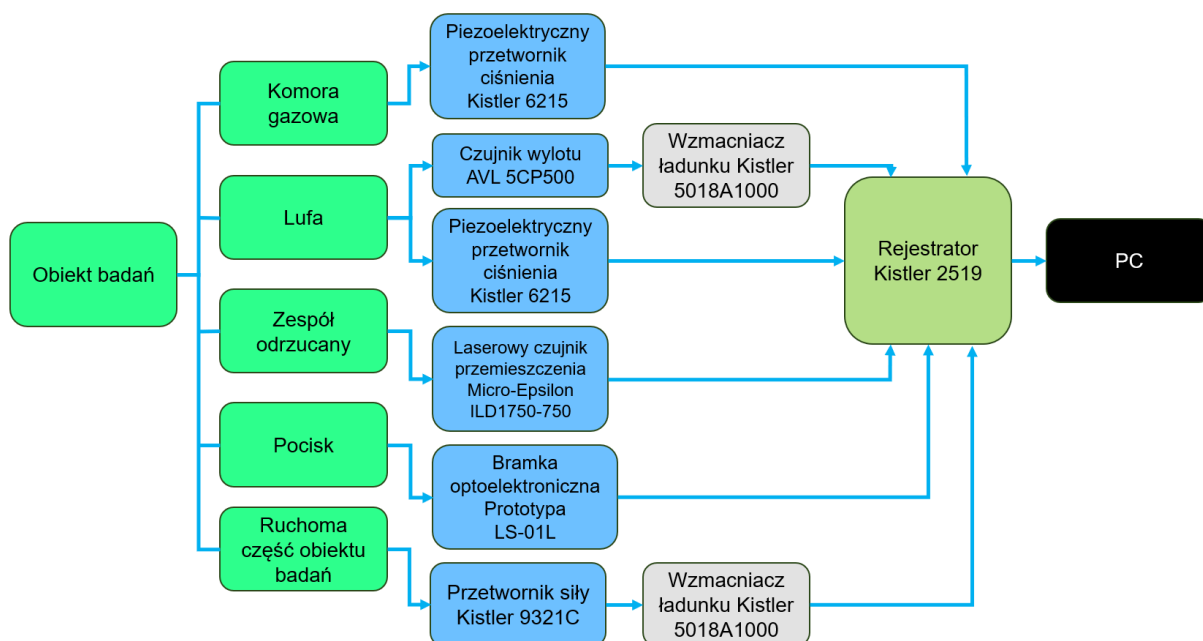 Obiekt badań
Komora
gazowa
Lufa
Zespół
odrzucany
Pocisk
Ruchoma
część obiektu
badań
Piezoelektryczny
przetwornik
ciśnienia
Kistler 6215
Czujnik wylotu
AVL 5CP500
Piezoelektryczny
przetwornik
ciśnienia
Kistler 6215
Laserowy czujnik
przemieszczenia
Micro-Epsilon
ILD1750-750
Bramka
optoelektroniczna
Prototypa
LS-01L
Przetwornik siły
Kistler 9321C
Wzmacniacz
ładunku Kistler
5018A1000
Wzmacniacz
ładunku Kistler
5018A1000
Rejestrator
Kistler 2519
PC